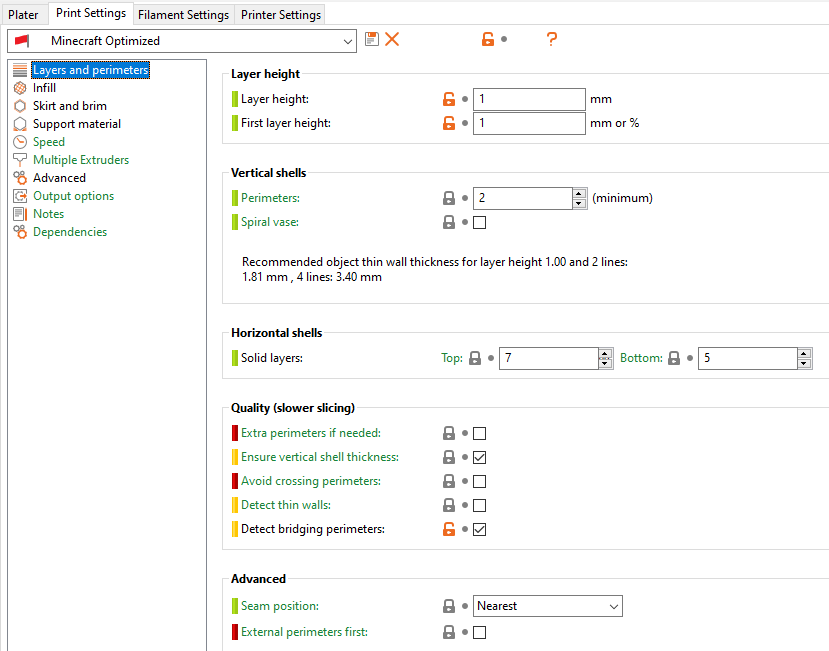 Plater Print Settings Filament Settings Printer Settings
Minecraft Optimized ?
Layers and perimeters
Infill
Skirt and brim
Support material
Speed
Multiple Extruders
Advanced
Output options
Notes
Dependencies
Layer height
Layer height: 1 mm
First layer height: 1 mm or %
Vertical shells
Perimeters: 2 (minimum)
Spiral vase:
Recommended object thin wall thickness for layer height 1.00 and 2 lines:
1.81 mm , 4 lines: 3.40 mm
Horizontal shells
Solid layers: Top: 7 Bottom: 5
Quality (slower slicing)
Extra perimeters if needed:
Ensure vertical shell thickness:
Avoid crossing perimeters:
Detect thin walls:
Detect bridging perimeters:
Advanced
Seam position: Nearest
External perimeters first: